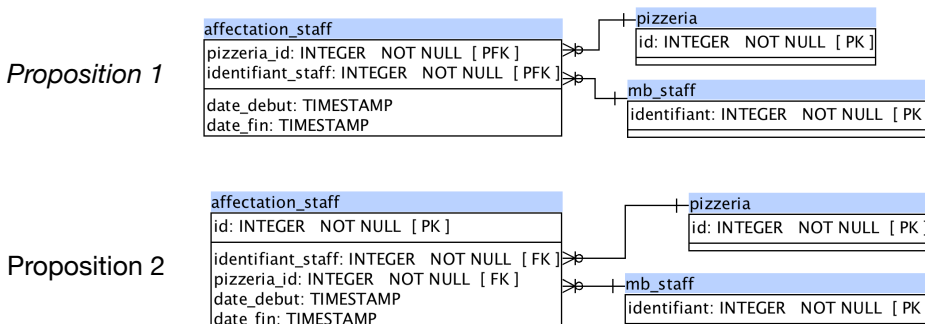 Proposition 1
affectation_staff
pizzeria_id: INTEGER NOT NULL [ PFK ]
identifiant_staff: INTEGER NOT NULL [ PFK ]
date_debut: TIMESTAMP
date_fin: TIMESTAMP
pizzeria
id: INTEGER NOT NULL [ PK ]
mb_staff
identifiant: INTEGER NOT NULL [ PK
Proposition 2
affectation_staff
id: INTEGER NOT NULL [ PK ]
identifiant_staff: INTEGER NOT NULL [ FK ]
pizzeria_id: INTEGER NOT NULL [ FK ]
date_debut: TIMESTAMP
date_fin: TIMESTAMP
pizzeria
id: INTEGER NOT NULL [ PK ]
mb_staff
identifiant: INTEGER NOT NULL [ PK